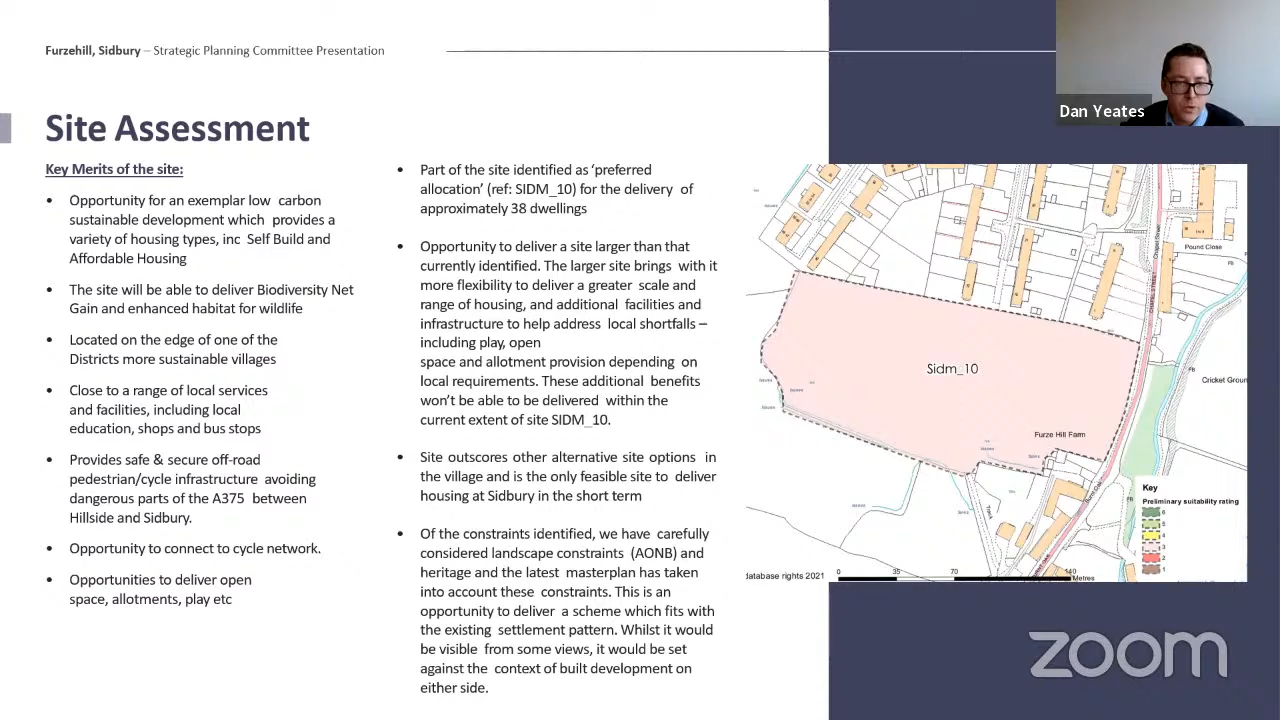 Furzehill, Sidbury – Strategic Planning Committee Presentation
Dan Yeates
Site Assessment
Key Merits of the site:
• Opportunity for an exemplar low carbon
sustainable development which provides a
variety of housing types, inc Self Build and
Affordable Housing
• The site will be able to deliver Biodiversity Net
Gain and enhanced habitat for wildlife
• Located on the edge of one of the
Districts more sustainable villages
• Close to a range of local services
and facilities, including local
education, shops and bus stops
• Provides safe & secure off-road
pedestrian/cycle infrastructure avoiding
dangerous parts of the A375 between
Hillside and Sidbury.
• Opportunity to connect to cycle network.
• Opportunities to deliver open
space, allotments, play etc
• Part of the site identified as ‘preferred
allocation’ (ref: SIDM_10) for the delivery of
approximately 38 dwellings
• Opportunity to deliver a site larger than that
currently identified. The larger site brings with it
more flexibility to deliver a greater scale and
range of housing, and additional facilities and
infrastructure to help address local shortfalls –
including play, open
space and allotment provision depending on
local requirements. These additional benefits
won’t be able to be delivered within the
current extent of site SIDM_10.
• Site outscores other alternative site options in
the village and is the only feasible site to deliver
housing at Sidbury in the short term
• Of the constraints identified, we have carefully
considered landscape constraints (AONB) and
heritage and the latest masterplan has taken
into account these constraints. This is an
opportunity to deliver a scheme which fits with
the existing settlement pattern. Whilst it would
be visible from some views, it would be set
against the context of built development on
either side.
Pound Close
FB
Sidm_10
FB
Cricket Groun
Furze Hill Farm
Track
FB
Key
Preliminary suitability rating
6
5
4
3
2
1
database rights 2021
0 35 70 140
Metres
zoom